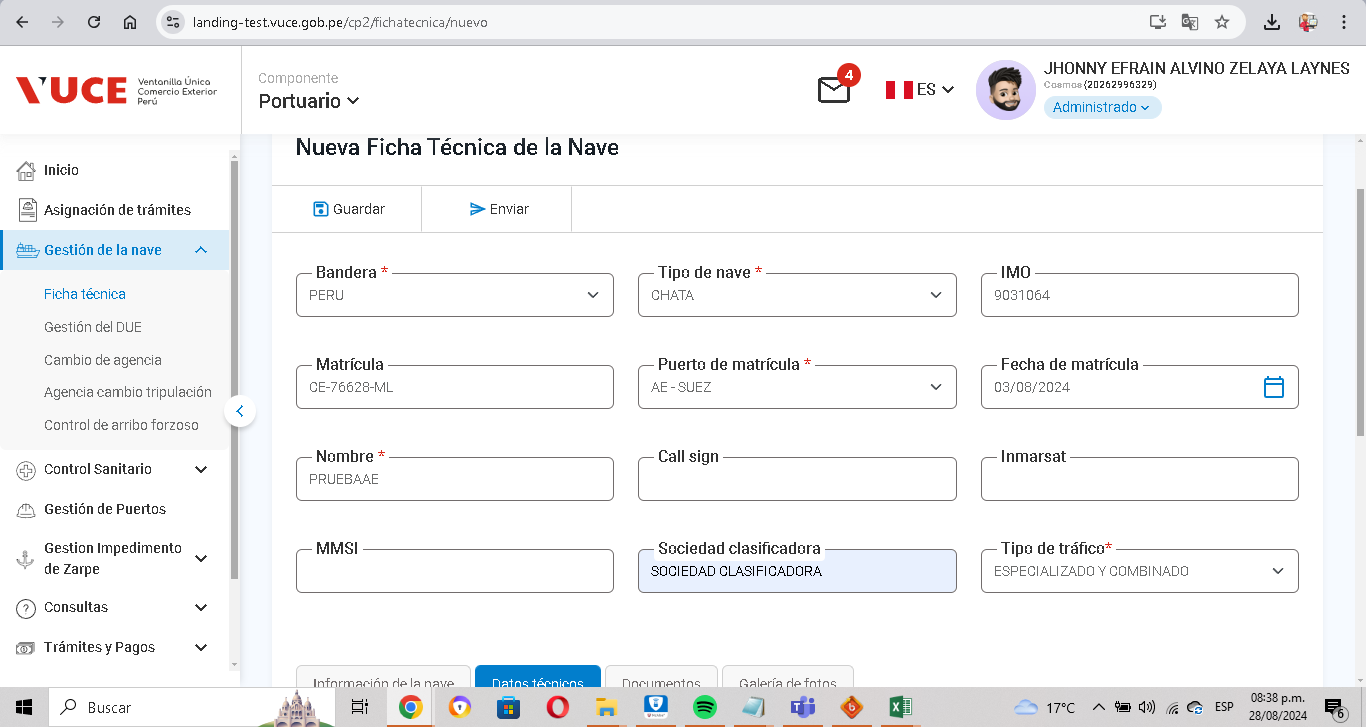 landing-test.vuce.gob.pe/cp2/fichatecnica/nuevo
VUCE Ventanilla Única
Comercio Exterior
Perú
Componente
Portuario
4
ES
JHONNY EFRAIN ALVINO ZELAYA LAYNES
Cosmos (20262996329)
Administrado
Inicio
Asignación de trámites
Gestión de la nave
Ficha técnica
Gestión del DUE
Cambio de agencia
Agencia cambio tripulación
Control de arribo forzoso
Control Sanitario
Gestión de Puertos
Gestion Impedimento
de Zarpe
Consultas
Trámites y Pagos
Nueva Ficha Técnica de la Nave
Guardar
Enviar
Bandera *
PERU
Tipo de nave *
CHATA
IMO
9031064
Matrícula
CE-76628-ML
Puerto de matrícula *
AE - SUEZ
Fecha de matrícula
03/08/2024
Nombre *
PRUEBAAE
Call sign
Inmarsat
MMSI
Sociedad clasificadora
SOCIEDAD CLASIFICADORA
Tipo de tráfico*
ESPECIALIZADO Y COMBINADO
Información de la nave
Datos técnicos
Documentos
Galería de fotos
Buscar
17°C
ESP
08:38 p.m.
28/08/2024
6